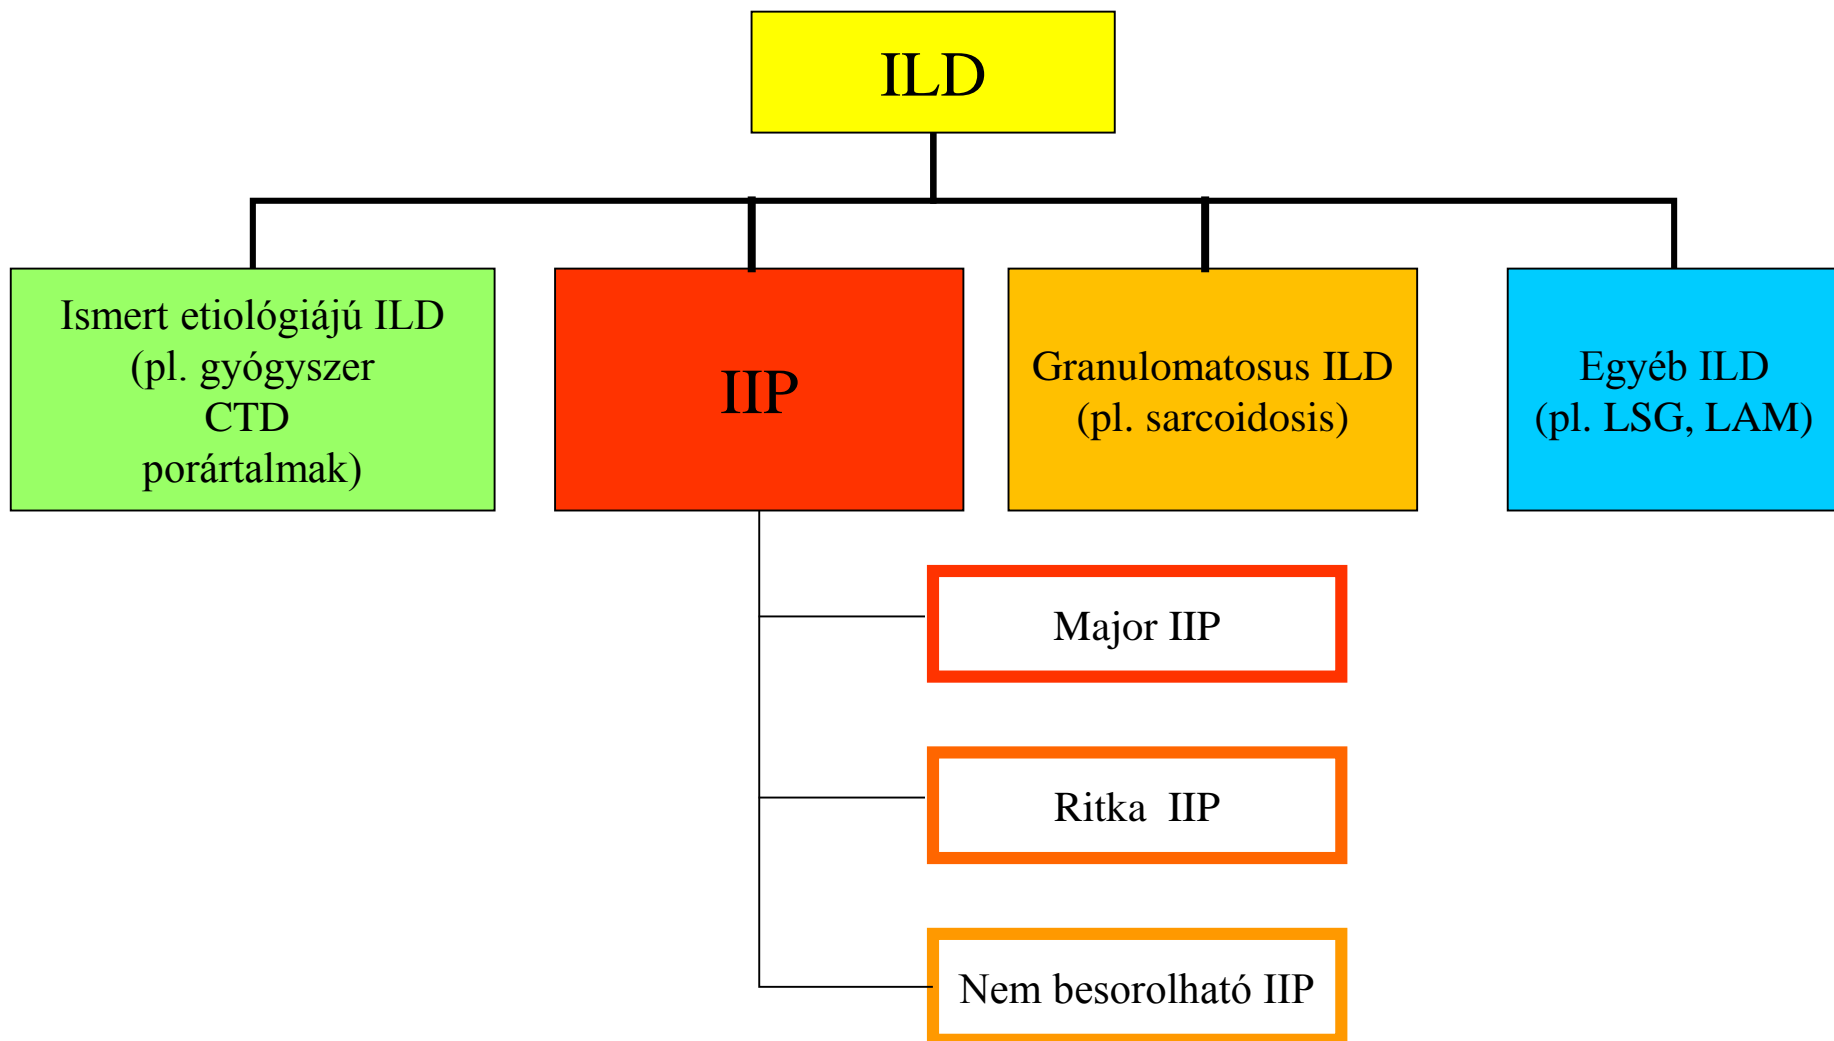 ILD
Ismert etiológiájú ILD
(pl. gyógyszer
CTD
porártalmak)
IIP
Granulomatosus ILD
(pl. sarcoidosis)
Egyéb ILD
(pl. LSG, LAM)
Major IIP
Ritka  IIP
Nem besorolható IIP